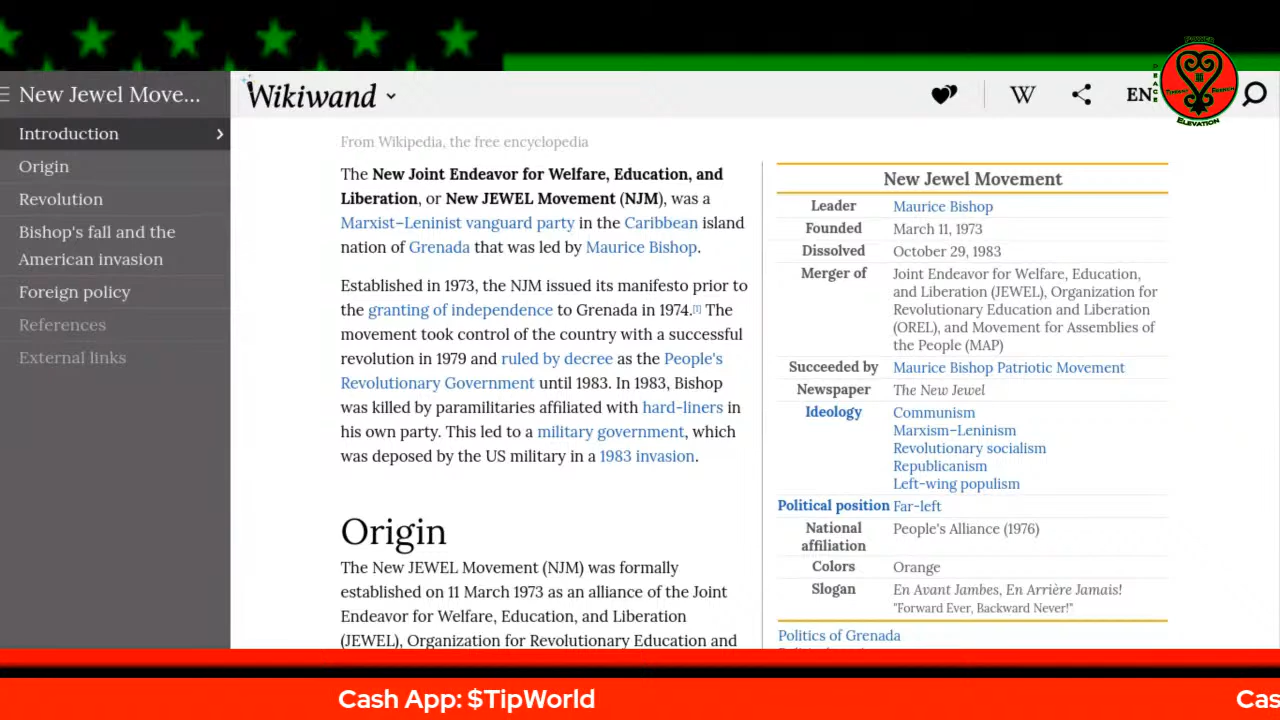 New Jewel Move...
Wikiwand
EN
POWER
PEACE
ELEVATION
Introduction
Origin
Revolution
Bishop's fall and the
American invasion
Foreign policy
References
External links
From Wikipedia, the free encyclopedia
The New Joint Endeavor for Welfare, Education, and
Liberation, or New JEWEL Movement (NJM), was a
Marxist–Leninist vanguard party in the Caribbean island
nation of Grenada that was led by Maurice Bishop.
Established in 1973, the NJM issued its manifesto prior to
the granting of independence to Grenada in 1974.[1] The
movement took control of the country with a successful
revolution in 1979 and ruled by decree as the People's
Revolutionary Government until 1983. In 1983, Bishop
was killed by paramilitaries affiliated with hard-liners in
his own party. This led to a military government, which
was deposed by the US military in a 1983 invasion.
Origin
The New JEWEL Movement (NJM) was formally
established on 11 March 1973 as an alliance of the Joint
Endeavor for Welfare, Education, and Liberation
(JEWEL), Organization for Revolutionary Education and
New Jewel Movement
Leader Maurice Bishop
Founded March 11, 1973
Dissolved October 29, 1983
Merger of Joint Endeavor for Welfare, Education,
and Liberation (JEWEL), Organization for
Revolutionary Education and Liberation
(OREL), and Movement for Assemblies of
the People (MAP)
Succeeded by Maurice Bishop Patriotic Movement
Newspaper The New Jewel
Ideology Communism
Marxism–Leninism
Revolutionary socialism
Republicanism
Left-wing populism
Political position Far-left
National affiliation People's Alliance (1976)
Colors Orange
Slogan En Avant Jambes, En Arrière Jamais!
"Forward Ever, Backward Never!"
Politics of Grenada
Cash App: $TipWorld
Cas